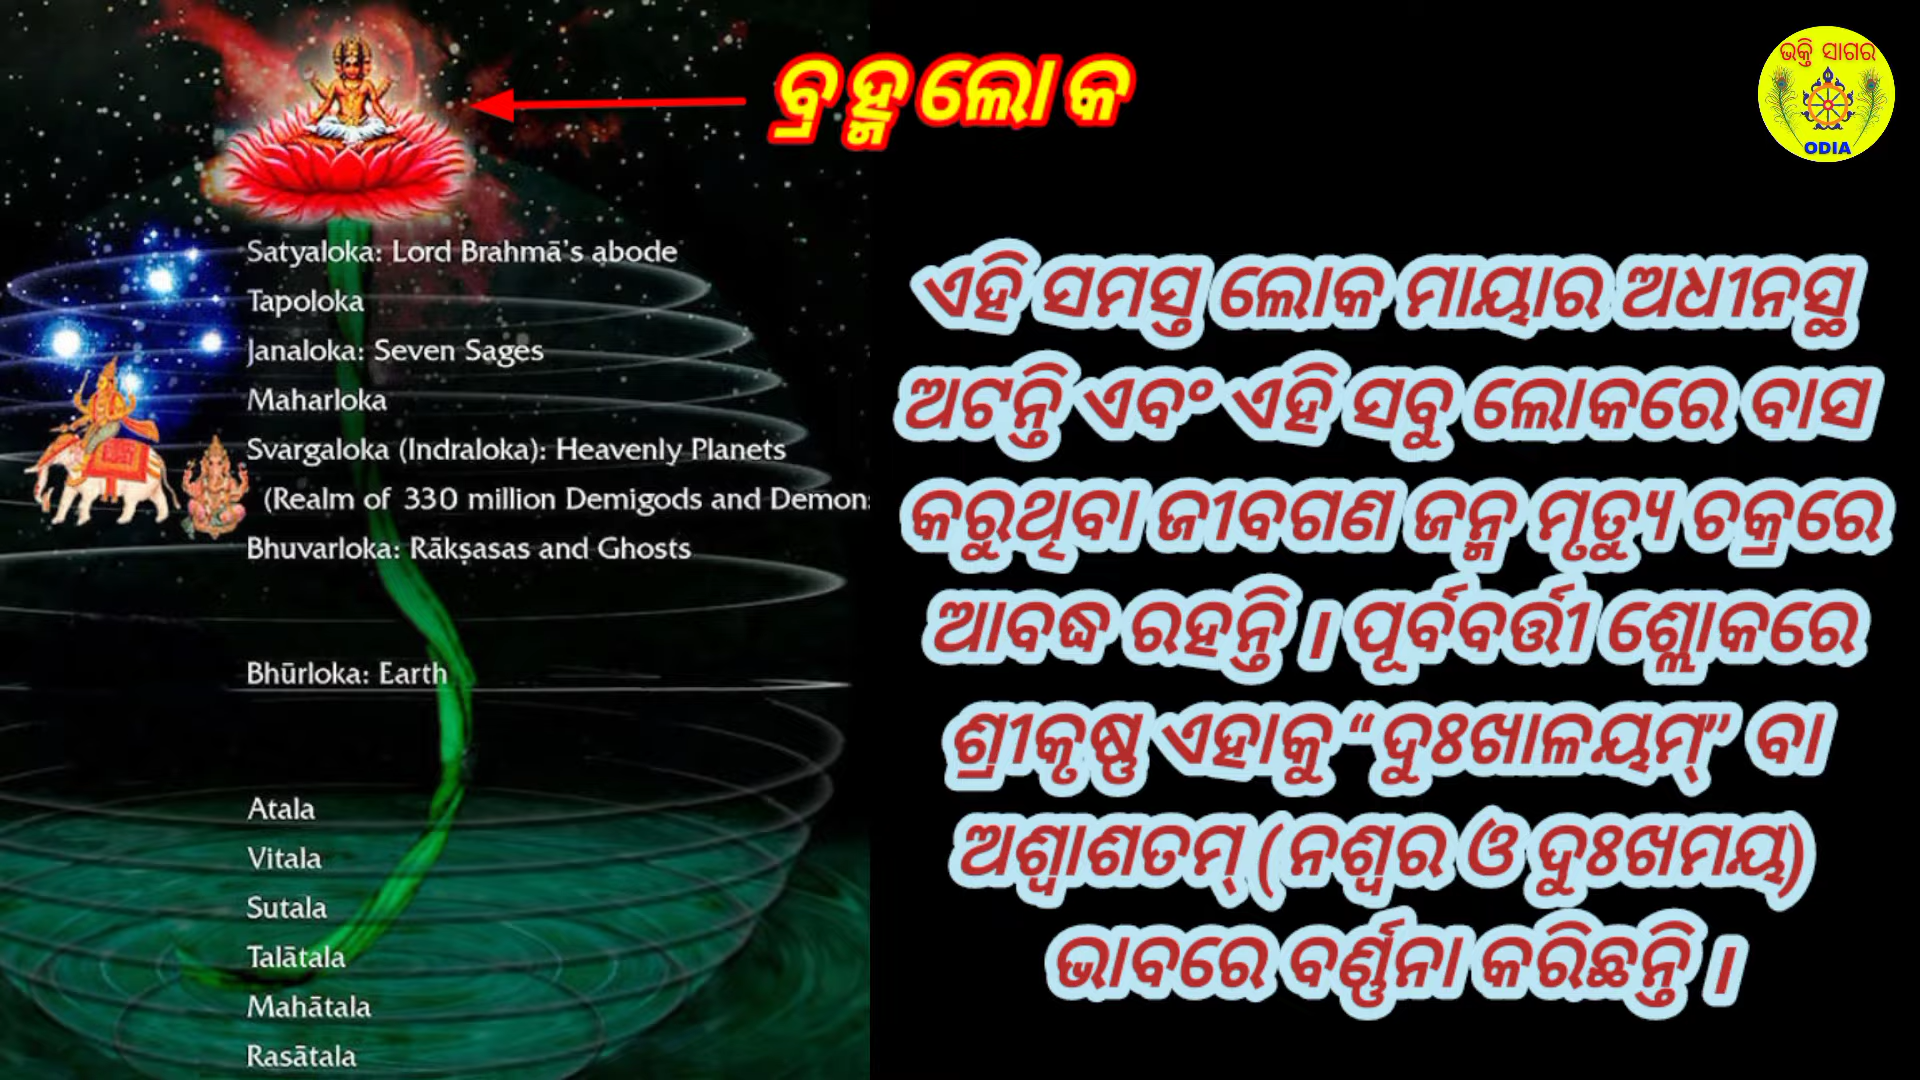 ବ୍ରହ୍ମଲୋକ
ଭକ୍ତି ସାଗର
ODIA
Satyaloka: Lord Brahmā's abode
Tapoloka
Janaloka: Seven Sages
Maharloka
Svargaloka (Indraloka): Heavenly Planets
(Realm of 330 million Demigods and Demon
Bhuvarloka: Rākṣasas and Ghosts
Bhūrloka: Earth
Atala
Vitala
Sutala
Talātala
Mahātala
Rasātala
ଏହି ସମସ୍ତ ଲୋକ ମାୟାର ଅଧୀନସ୍ଥ
ଅଟନ୍ତି ଏବଂ ଏହି ସବୁ ଲୋକରେ ବାସ
କରୁଥିବା ଜୀବଗଣ ଜନ୍ମ ମୃତ୍ୟୁ ଚକ୍ରରେ
ଆବଦ୍ଧ ରହନ୍ତି । ପୂର୍ବବର୍ତ୍ତୀ ଶ୍ଳୋକରେ
ଶ୍ରୀକୃଷ୍ଣ ଏହାକୁ “ଦୁଃଖାଳୟମ୍” ବା
ଅଶ୍ୱାଶତମ୍ (ନଶ୍ୱର ଓ ଦୁଃଖମୟ)
ଭାବରେ ବର୍ଣ୍ଣନା କରିଛନ୍ତି ।